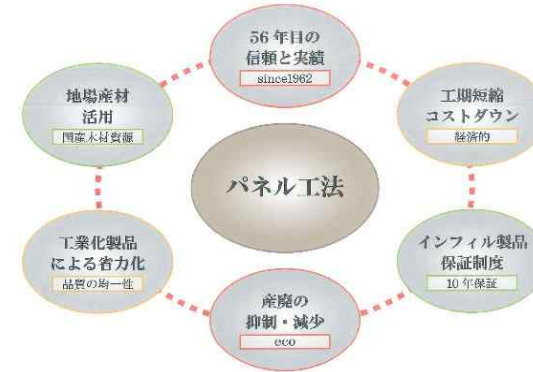 56年目の
信頼と実績
since1962
地場産材
活用
国産木材資源
工期短縮
コストダウン
経済的
パネル工法
工業化製品
による省力化
品質の均一性
インフィル製品
保証制度
10年保証
産廃の
抑制・減少
eco